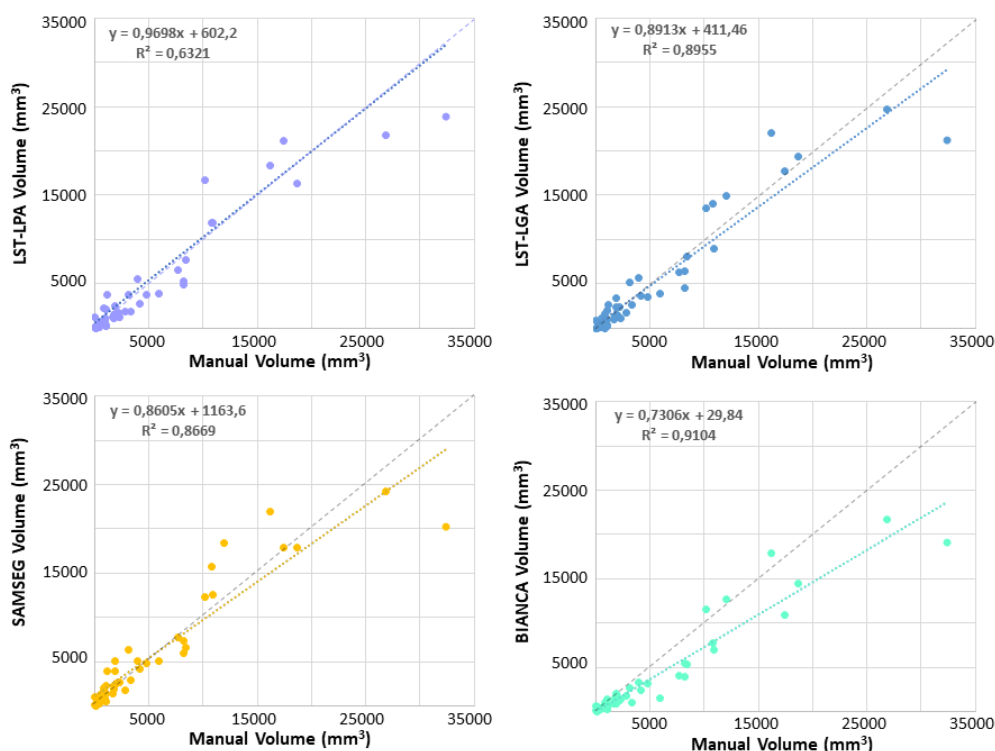 35000
y = 0,9698x + 602,2
R² = 0,6321
25000
15000
5000
LST-LPA Volume (mm³)
5000
15000
25000
35000
Manual Volume (mm³)
35000
y = 0,8913x + 411,46
R² = 0,8955
25000
15000
5000
LST-LGA Volume (mm³)
5000
15000
25000
35000
Manual Volume (mm³)
35000
y = 0,8605x + 1163,6
R² = 0,8669
25000
15000
5000
SAMSEG Volume (mm³)
5000
15000
25000
35000
Manual Volume (mm³)
35000
y = 0,7306x + 29,84
R² = 0,9104
25000
15000
5000
BIANCA Volume (mm³)
5000
15000
25000
35000
Manual Volume (mm³)